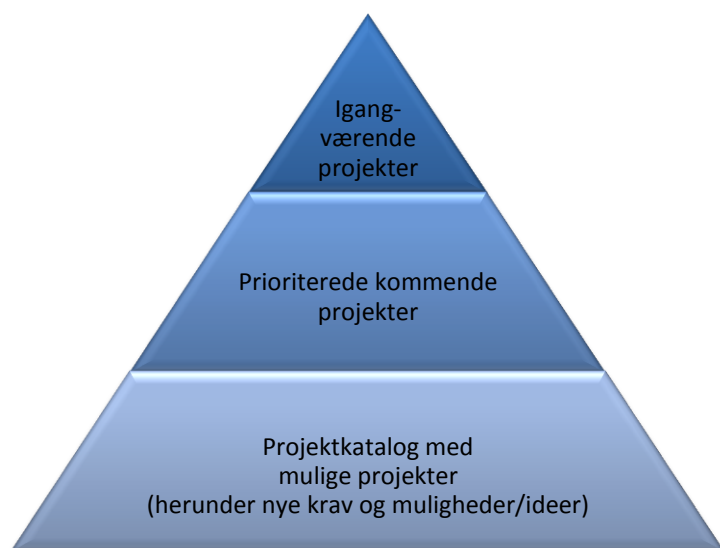 Igang-
værende
projekter
Prioriterede kommende
projekter
Projektkatalog med
mulige projekter
(herunder nye krav og muligheder/ideer)